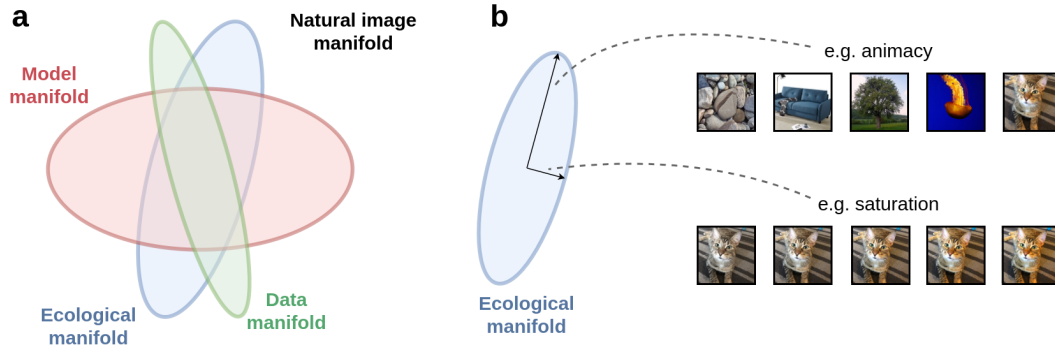 a
Natural image
manifold
Model
manifold
Ecological
manifold
Data
manifold
b
e.g. animacy
e.g. saturation
Ecological
manifold